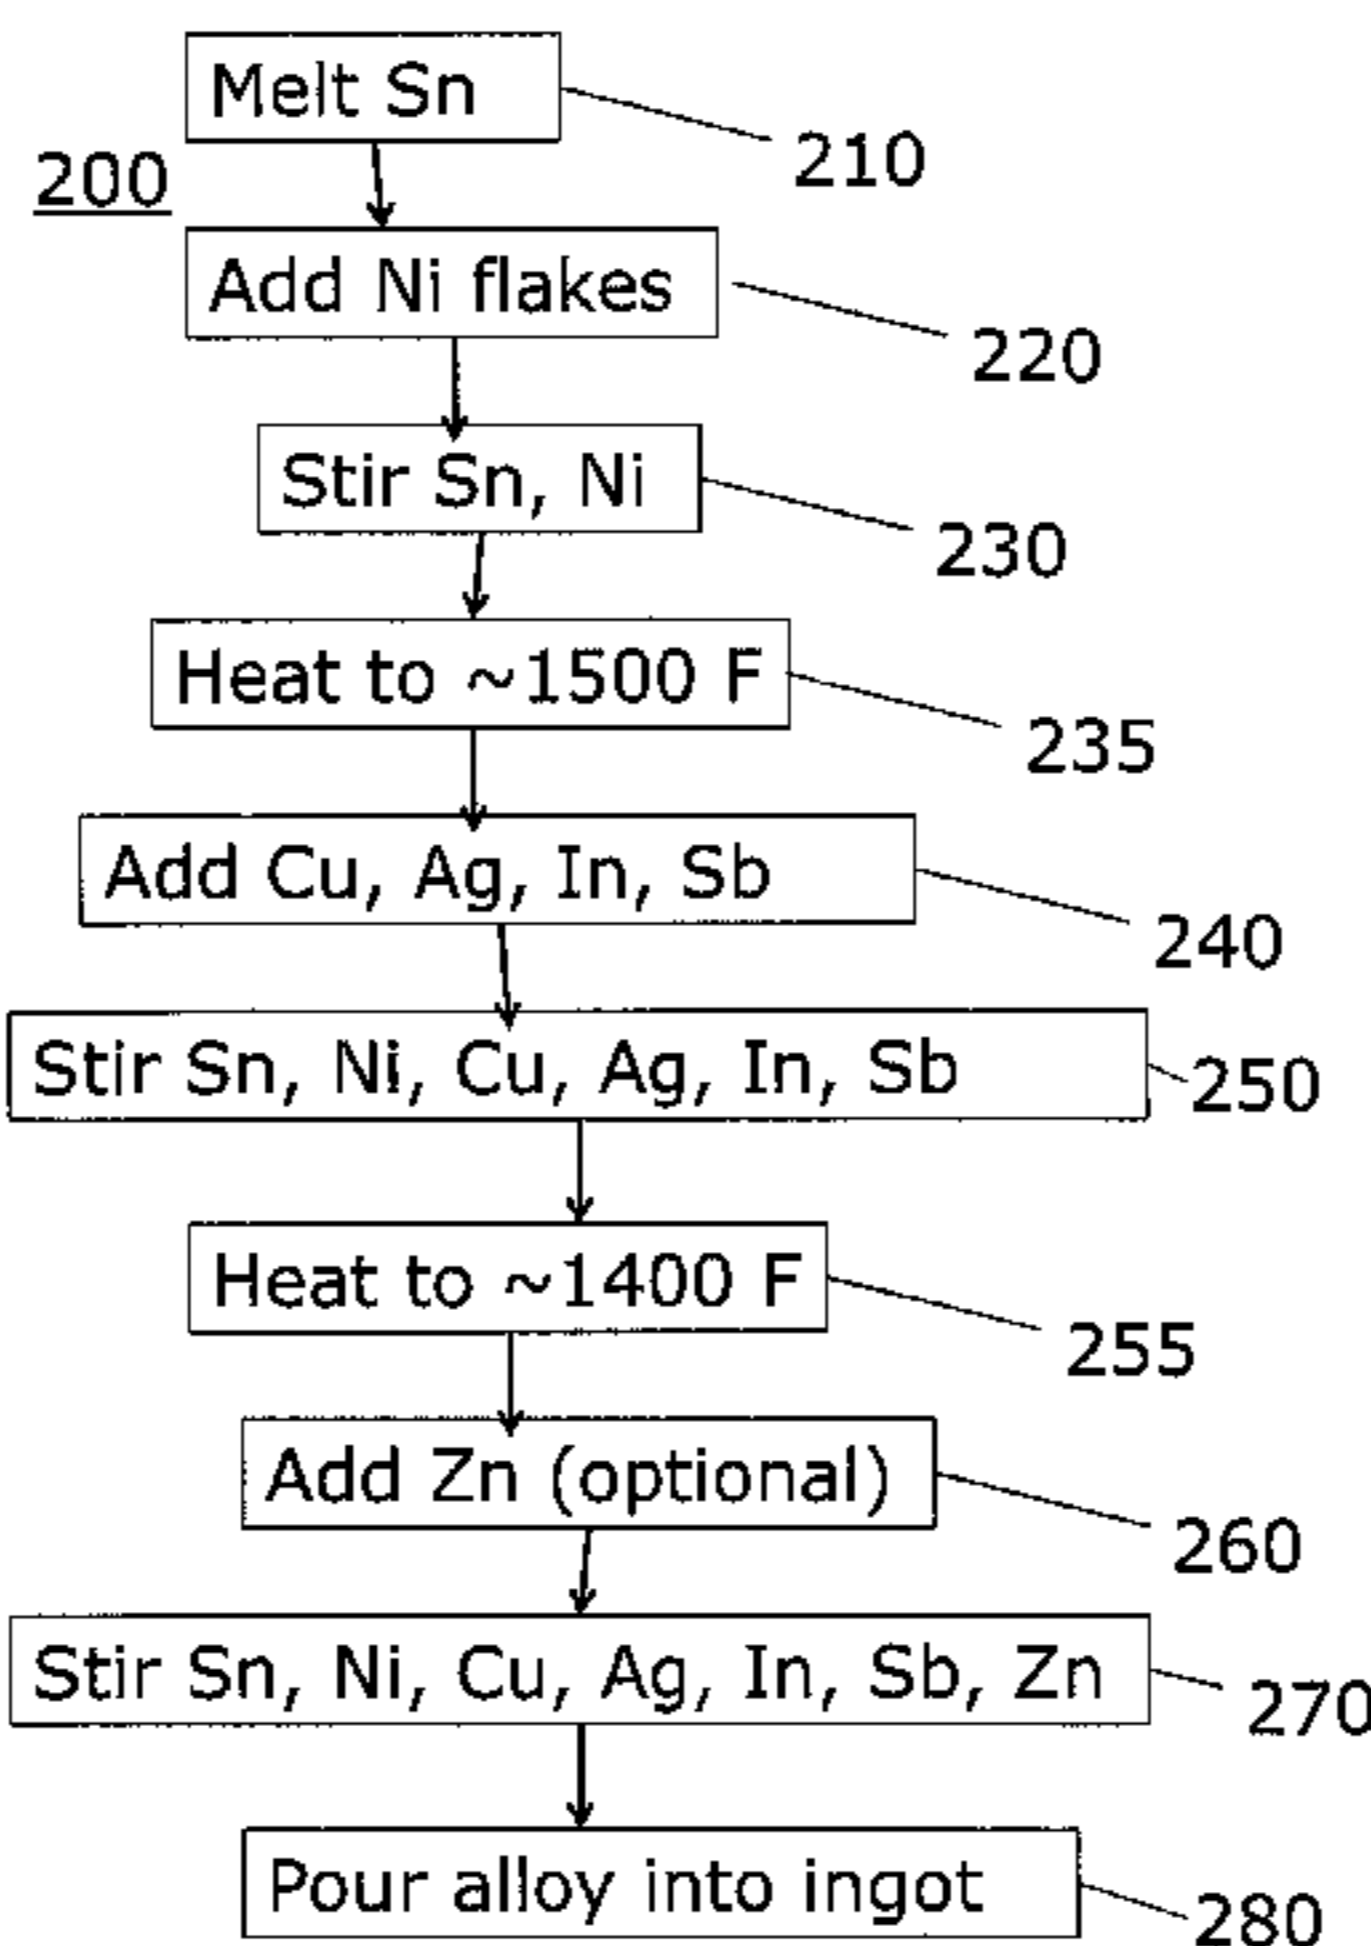 Melt Sn
210
200
Add Ni flakes
220
Stir Sn, Ni
230
Heat to ~1500 F
235
Add Cu, Ag, In, Sb
240
Stir Sn, Ni, Cu, Ag, In, Sb
250
Heat to ~1400 F
255
Add Zn (optional)
260
Stir Sn, Ni, Cu, Ag, In, Sb, Zn
270
Pour alloy into ingot
280